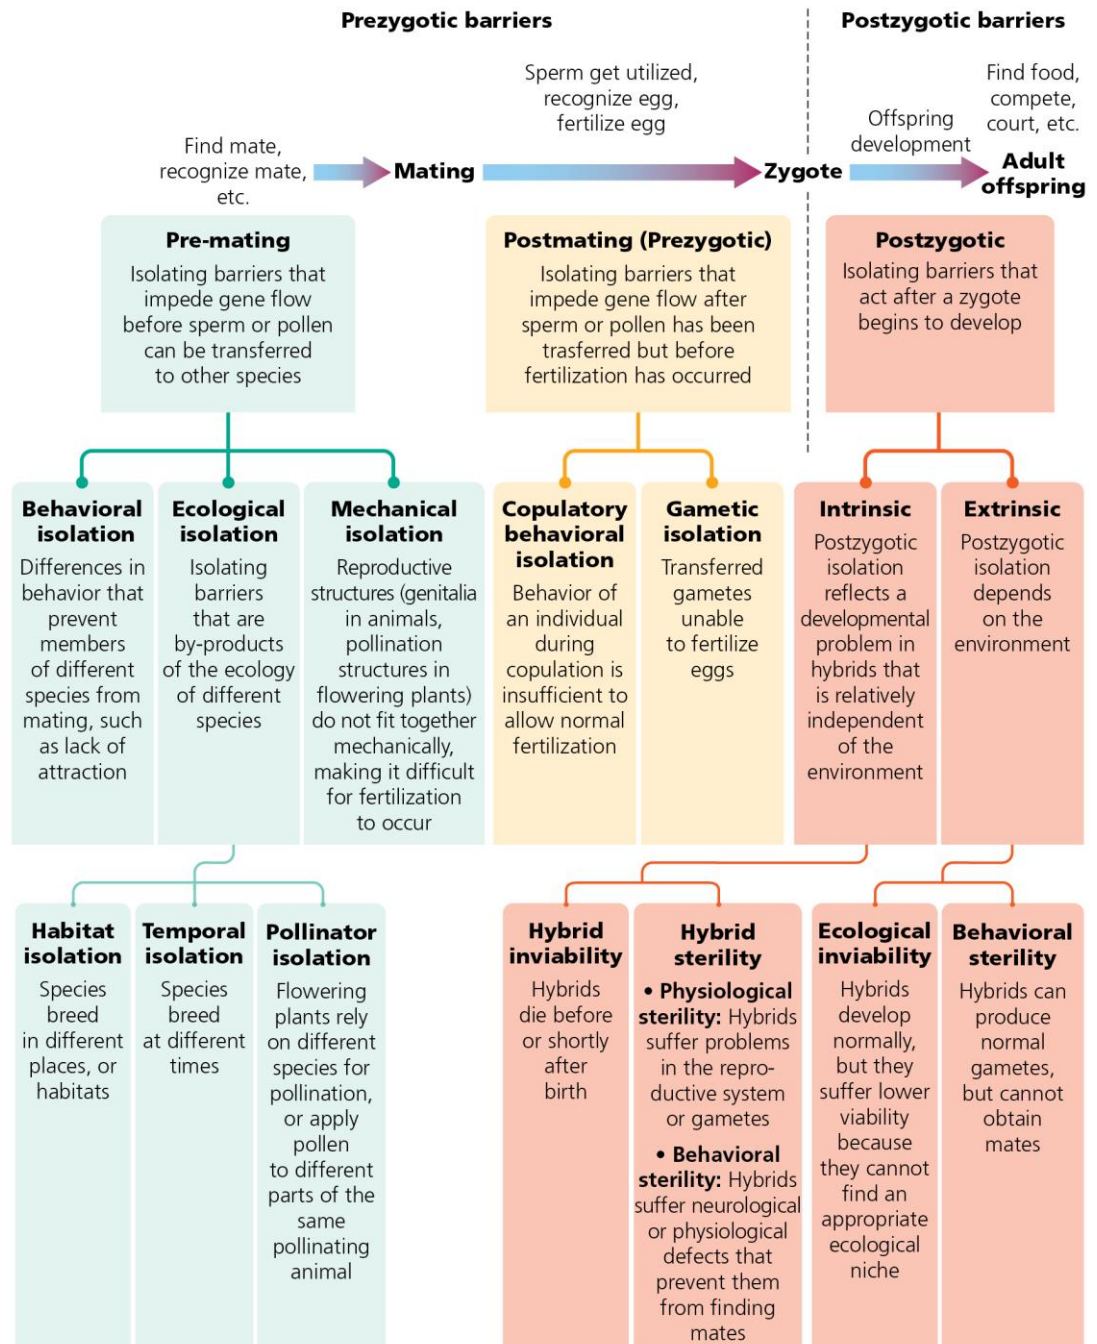 Prezygotic barriers
Postzygotic barriers
Find mate,
recognize mate,
etc.
Mating
Sperm get utilized,
recognize egg,
fertilize egg
Zygote
Offspring
development
Find food,
compete,
court, etc.
Adult
offspring
Pre-mating
Isolating barriers that
impede gene flow
before sperm or pollen
can be transferred
to other species
Postmating (Prezygotic)
Isolating barriers that
impede gene flow after
sperm or pollen has been
trasferred but before
fertilization has occurred
Postzygotic
Isolating barriers that
act after a zygote
begins to develop
Behavioral
isolation
Differences in
behavior that
prevent
members
of different
species from
mating, such
as lack of
attraction
Ecological
isolation
Isolating
barriers
that are
by-products
of the ecology
of different
species
Mechanical
isolation
Reproductive
structures (genitalia
in animals,
pollination
structures in
flowering plants)
do not fit together
mechanically,
making it difficult
for fertilization
to occur
Copulatory
behavioral
isolation
Behavior of
an individual
during
copulation is
insufficient to
allow normal
fertilization
Gametic
isolation
Transferred
gametes
unable
to fertilize
eggs
Intrinsic
Postzygotic
isolation
reflects a
developmental
problem in
hybrids that
is relatively
independent
of the
environment
Extrinsic
Postzygotic
isolation
depends
on the
environment
Habitat
isolation
Species
breed
in different
places, or
habitats
Temporal
isolation
Species
breed
at different
times
Pollinator
isolation
Flowering
plants rely
on different
species for
pollination,
or apply
pollen
to different
parts of the
same
pollinating
animal
Hybrid
inviability
Hybrids
die before
or shortly
after
birth
Hybrid
sterility
• Physiological
sterility: Hybrids
suffer problems
in the repro-
ductive system
or gametes
• Behavioral
sterility: Hybrids
suffer neurological
or physiological
defects that
prevent them
from finding
mates
Ecological
inviability
Hybrids
develop
normally,
but they
suffer lower
viability
because
they cannot
find an
appropriate
ecological
niche
Behavioral
sterility
Hybrids can
produce
normal
gametes,
but cannot
obtain
mates